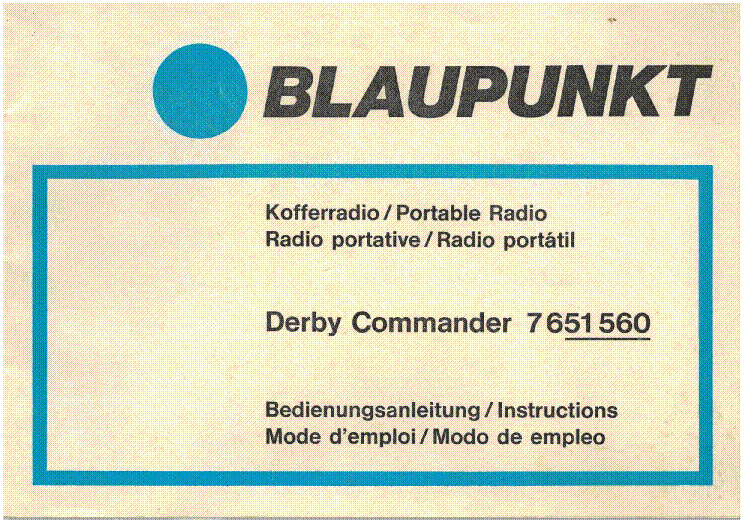 BLAUPUNKT
Kofferradio / Portable Radio
Radio portative / Radio portátil
Derby Commander 7 651 560
Bedienungsanleitung / Instructions
Mode d'emploi / Modo de empleo